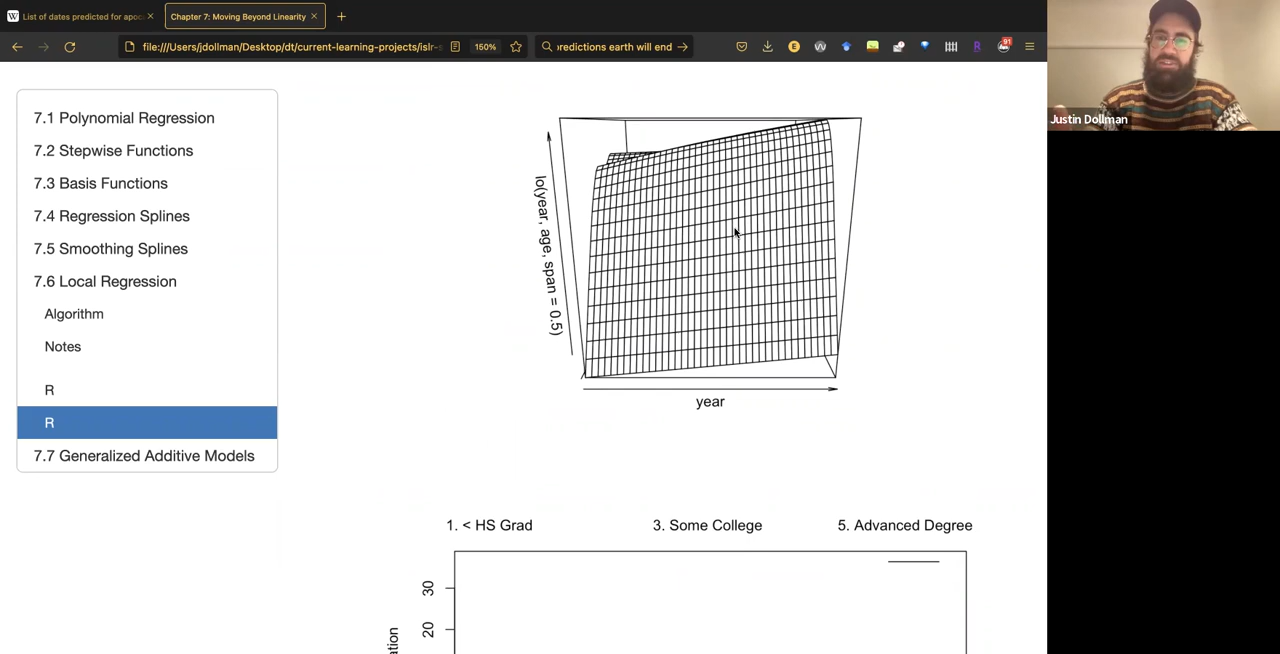 List of dates predicted for apoc
Chapter 7: Moving Beyond Linearity
file:///Users/jdollman/Desktop/dt/current-learning-projects/islr-s
150%
redictions earth will end
91
7.1 Polynomial Regression
7.2 Stepwise Functions
7.3 Basis Functions
7.4 Regression Splines
7.5 Smoothing Splines
7.6 Local Regression
Algorithm
Notes
R
R
7.7 Generalized Additive Models
lo(year, age, span = 0.5)
year
1. < HS Grad
3. Some College
5. Advanced Degree
30
20
ation
Justin Dollman